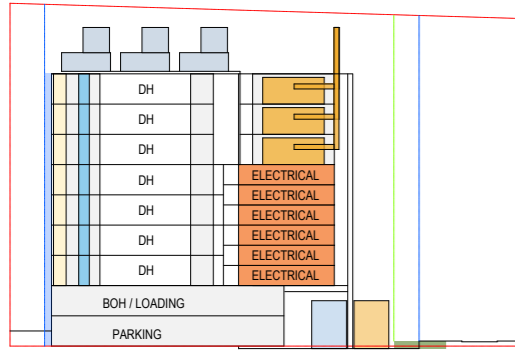 DH
DH
DH
DH
ELECTRICAL
ELECTRICAL
DH
ELECTRICAL
ELECTRICAL
DH
ELECTRICAL
DH
ELECTRICAL
BOH / LOADING
PARKING